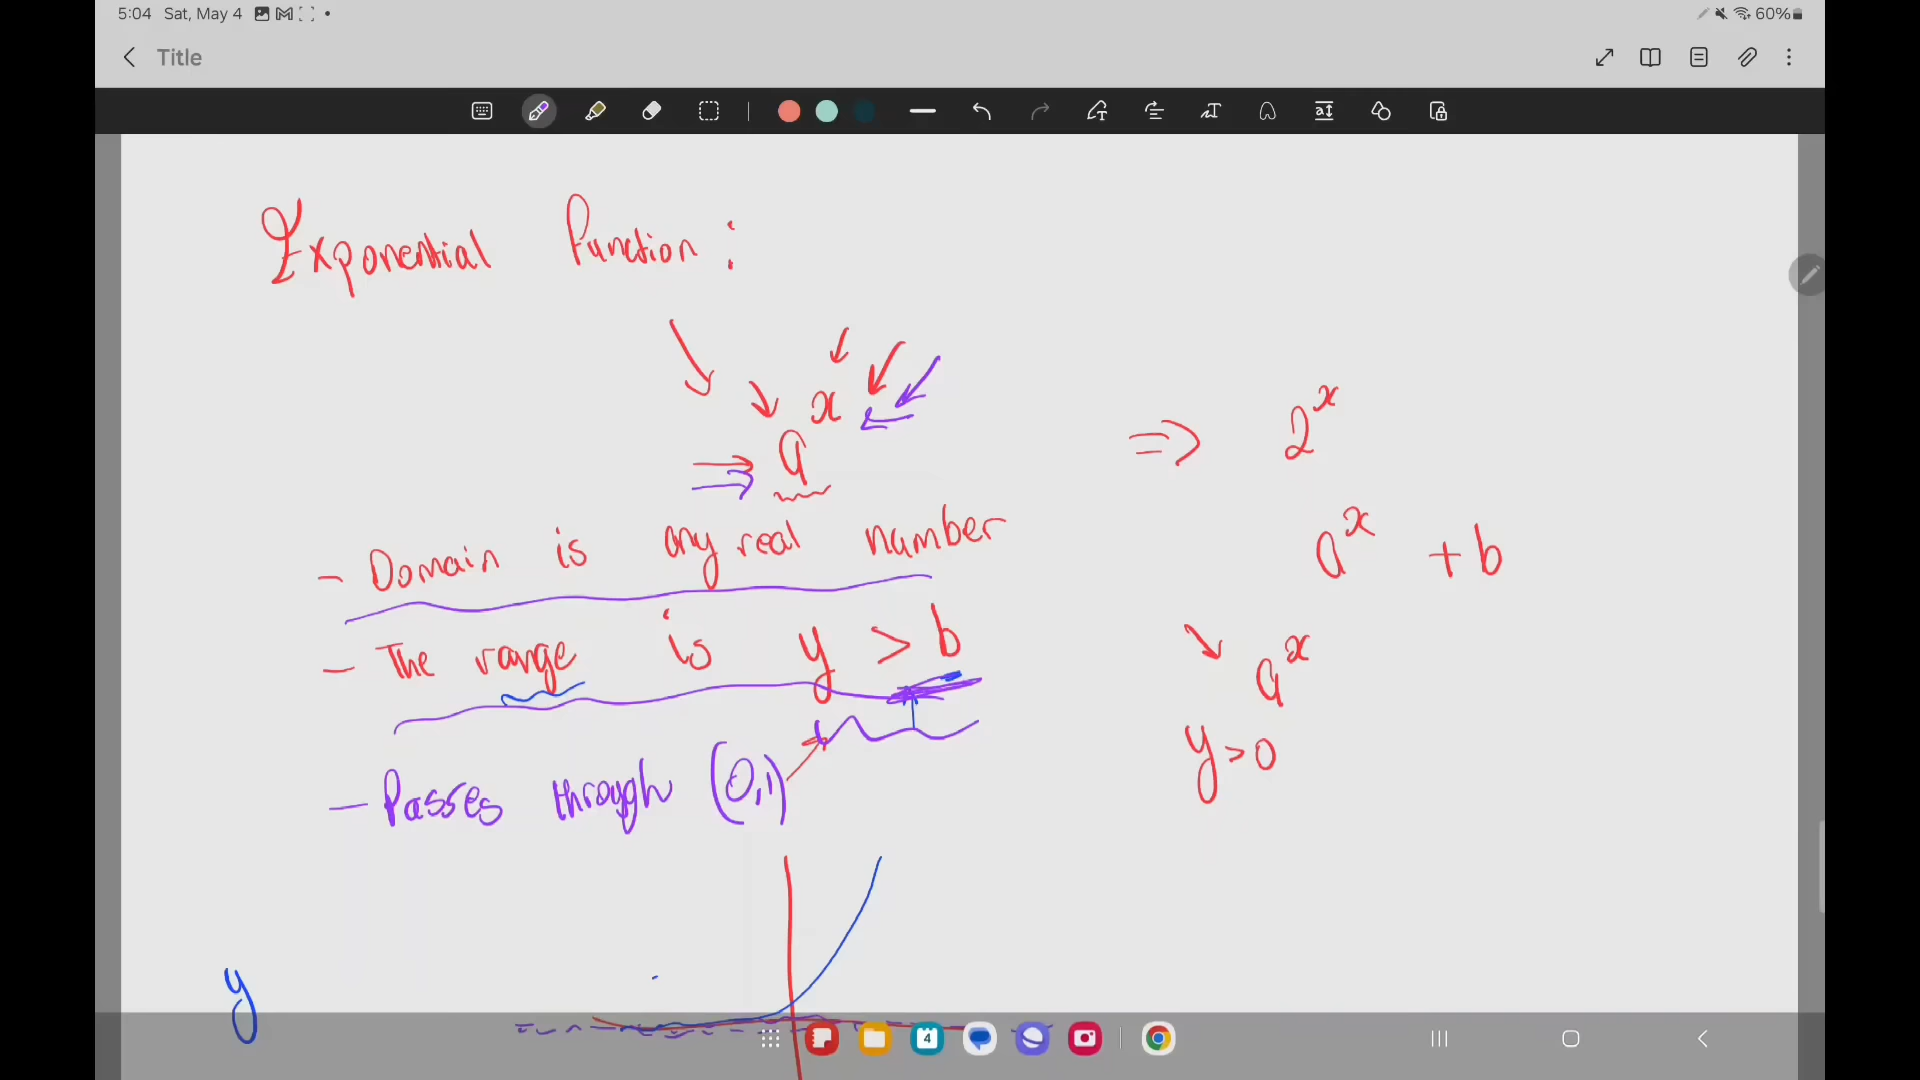 5:04 Sat, May 4 60%
Title
Exponential Function:
a^x
⇒ 2^x
a^x + b
- Domain is any real number
- The range is y > b
a^x
y > 0
- Passes through (0,1)
y
4